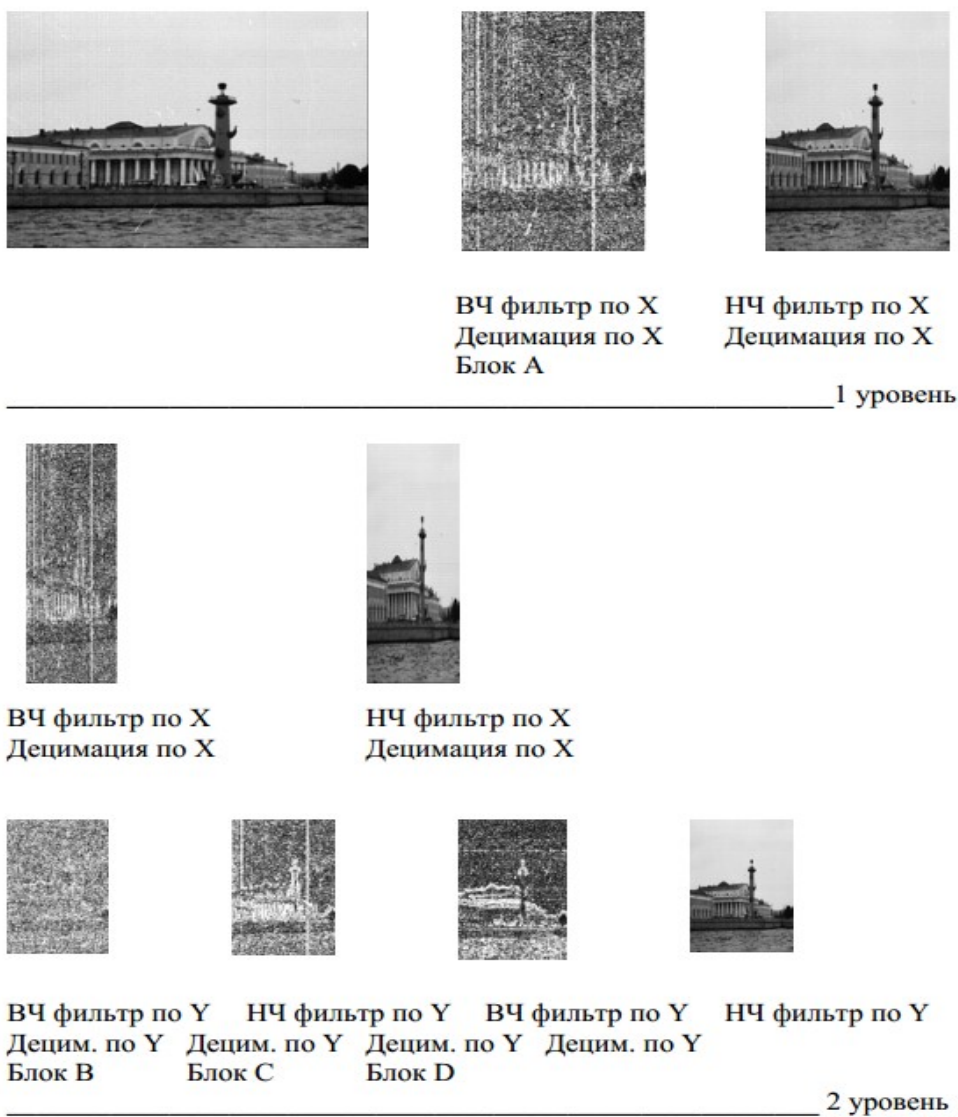 ВЧ фильтр по X НЧ фильтр по X
Децимация по X Децимация по X
Блок A
1 уровень
ВЧ фильтр по X НЧ фильтр по X
Децимация по X Децимация по X
ВЧ фильтр по Y НЧ фильтр по Y ВЧ фильтр по Y НЧ фильтр по Y
Децим. по Y Децим. по Y Децим. по Y Децим. по Y
Блок B Блок C Блок D
2 уровень